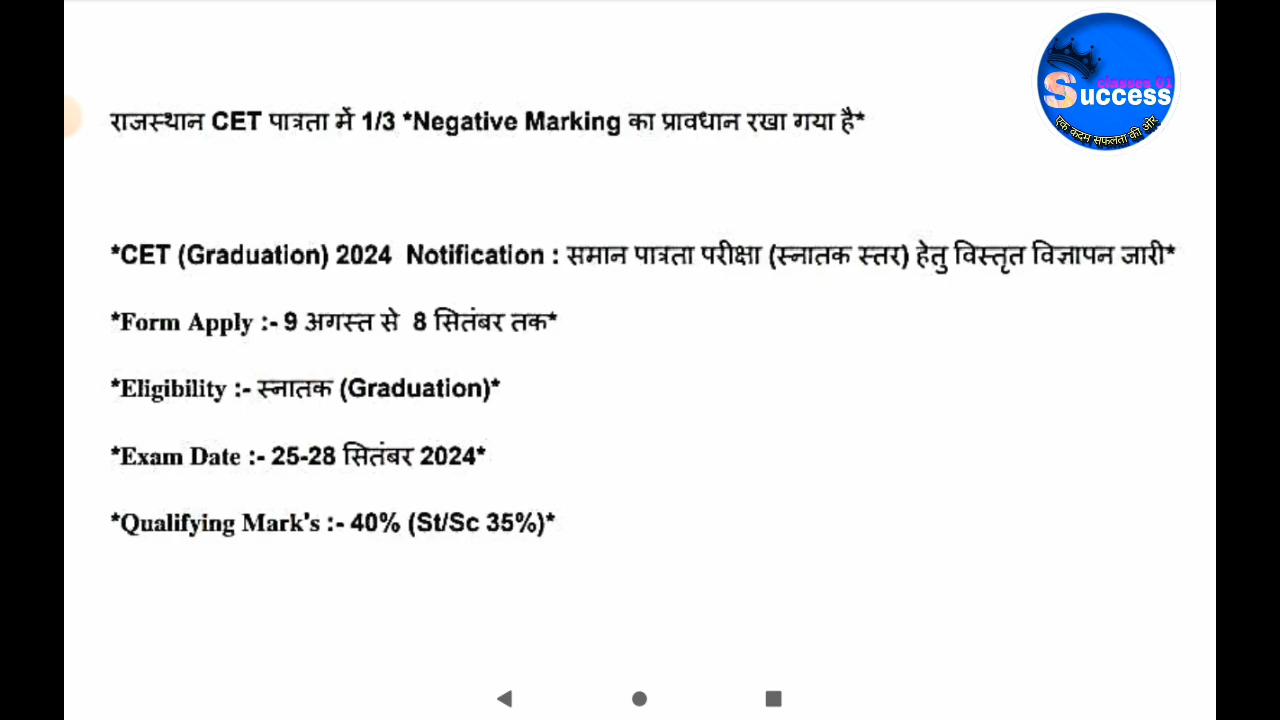 classes 01
Success
एक कदम सफलता की ओर
राजस्थान CET पात्रता में 1/3 *Negative Marking का प्रावधान रखा गया है*
*CET (Graduation) 2024 Notification : समान पात्रता परीक्षा (स्नातक स्तर) हेतु विस्तृत विज्ञापन जारी*
*Form Apply :- 9 अगस्त से 8 सितंबर तक*
*Eligibility :- स्नातक (Graduation)*
*Exam Date :- 25-28 सितंबर 2024*
*Qualifying Mark's :- 40% (St/Sc 35%)*